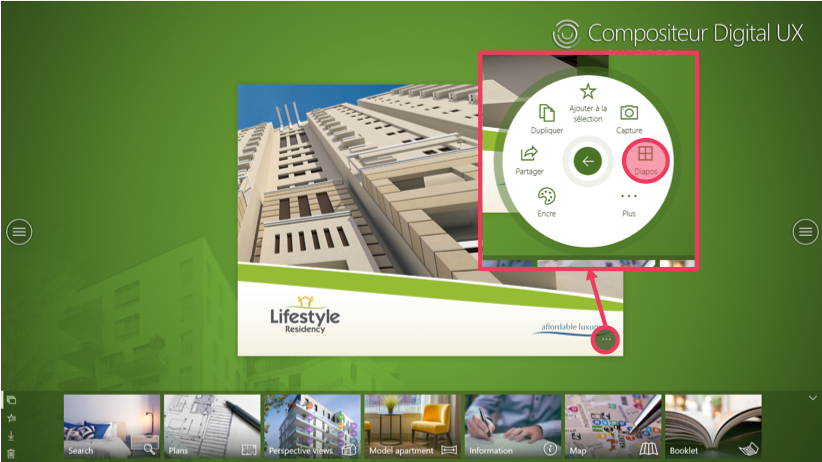 Compositeur Digital UX
Ajouter à la
sélection
Dupliquer
Capture
Partager
Diapos
Encre
Plus
Lifestyle
Residency
affordable luxury
Search
Plans
Perspective views
Model apartment
Information
Map
Booklet